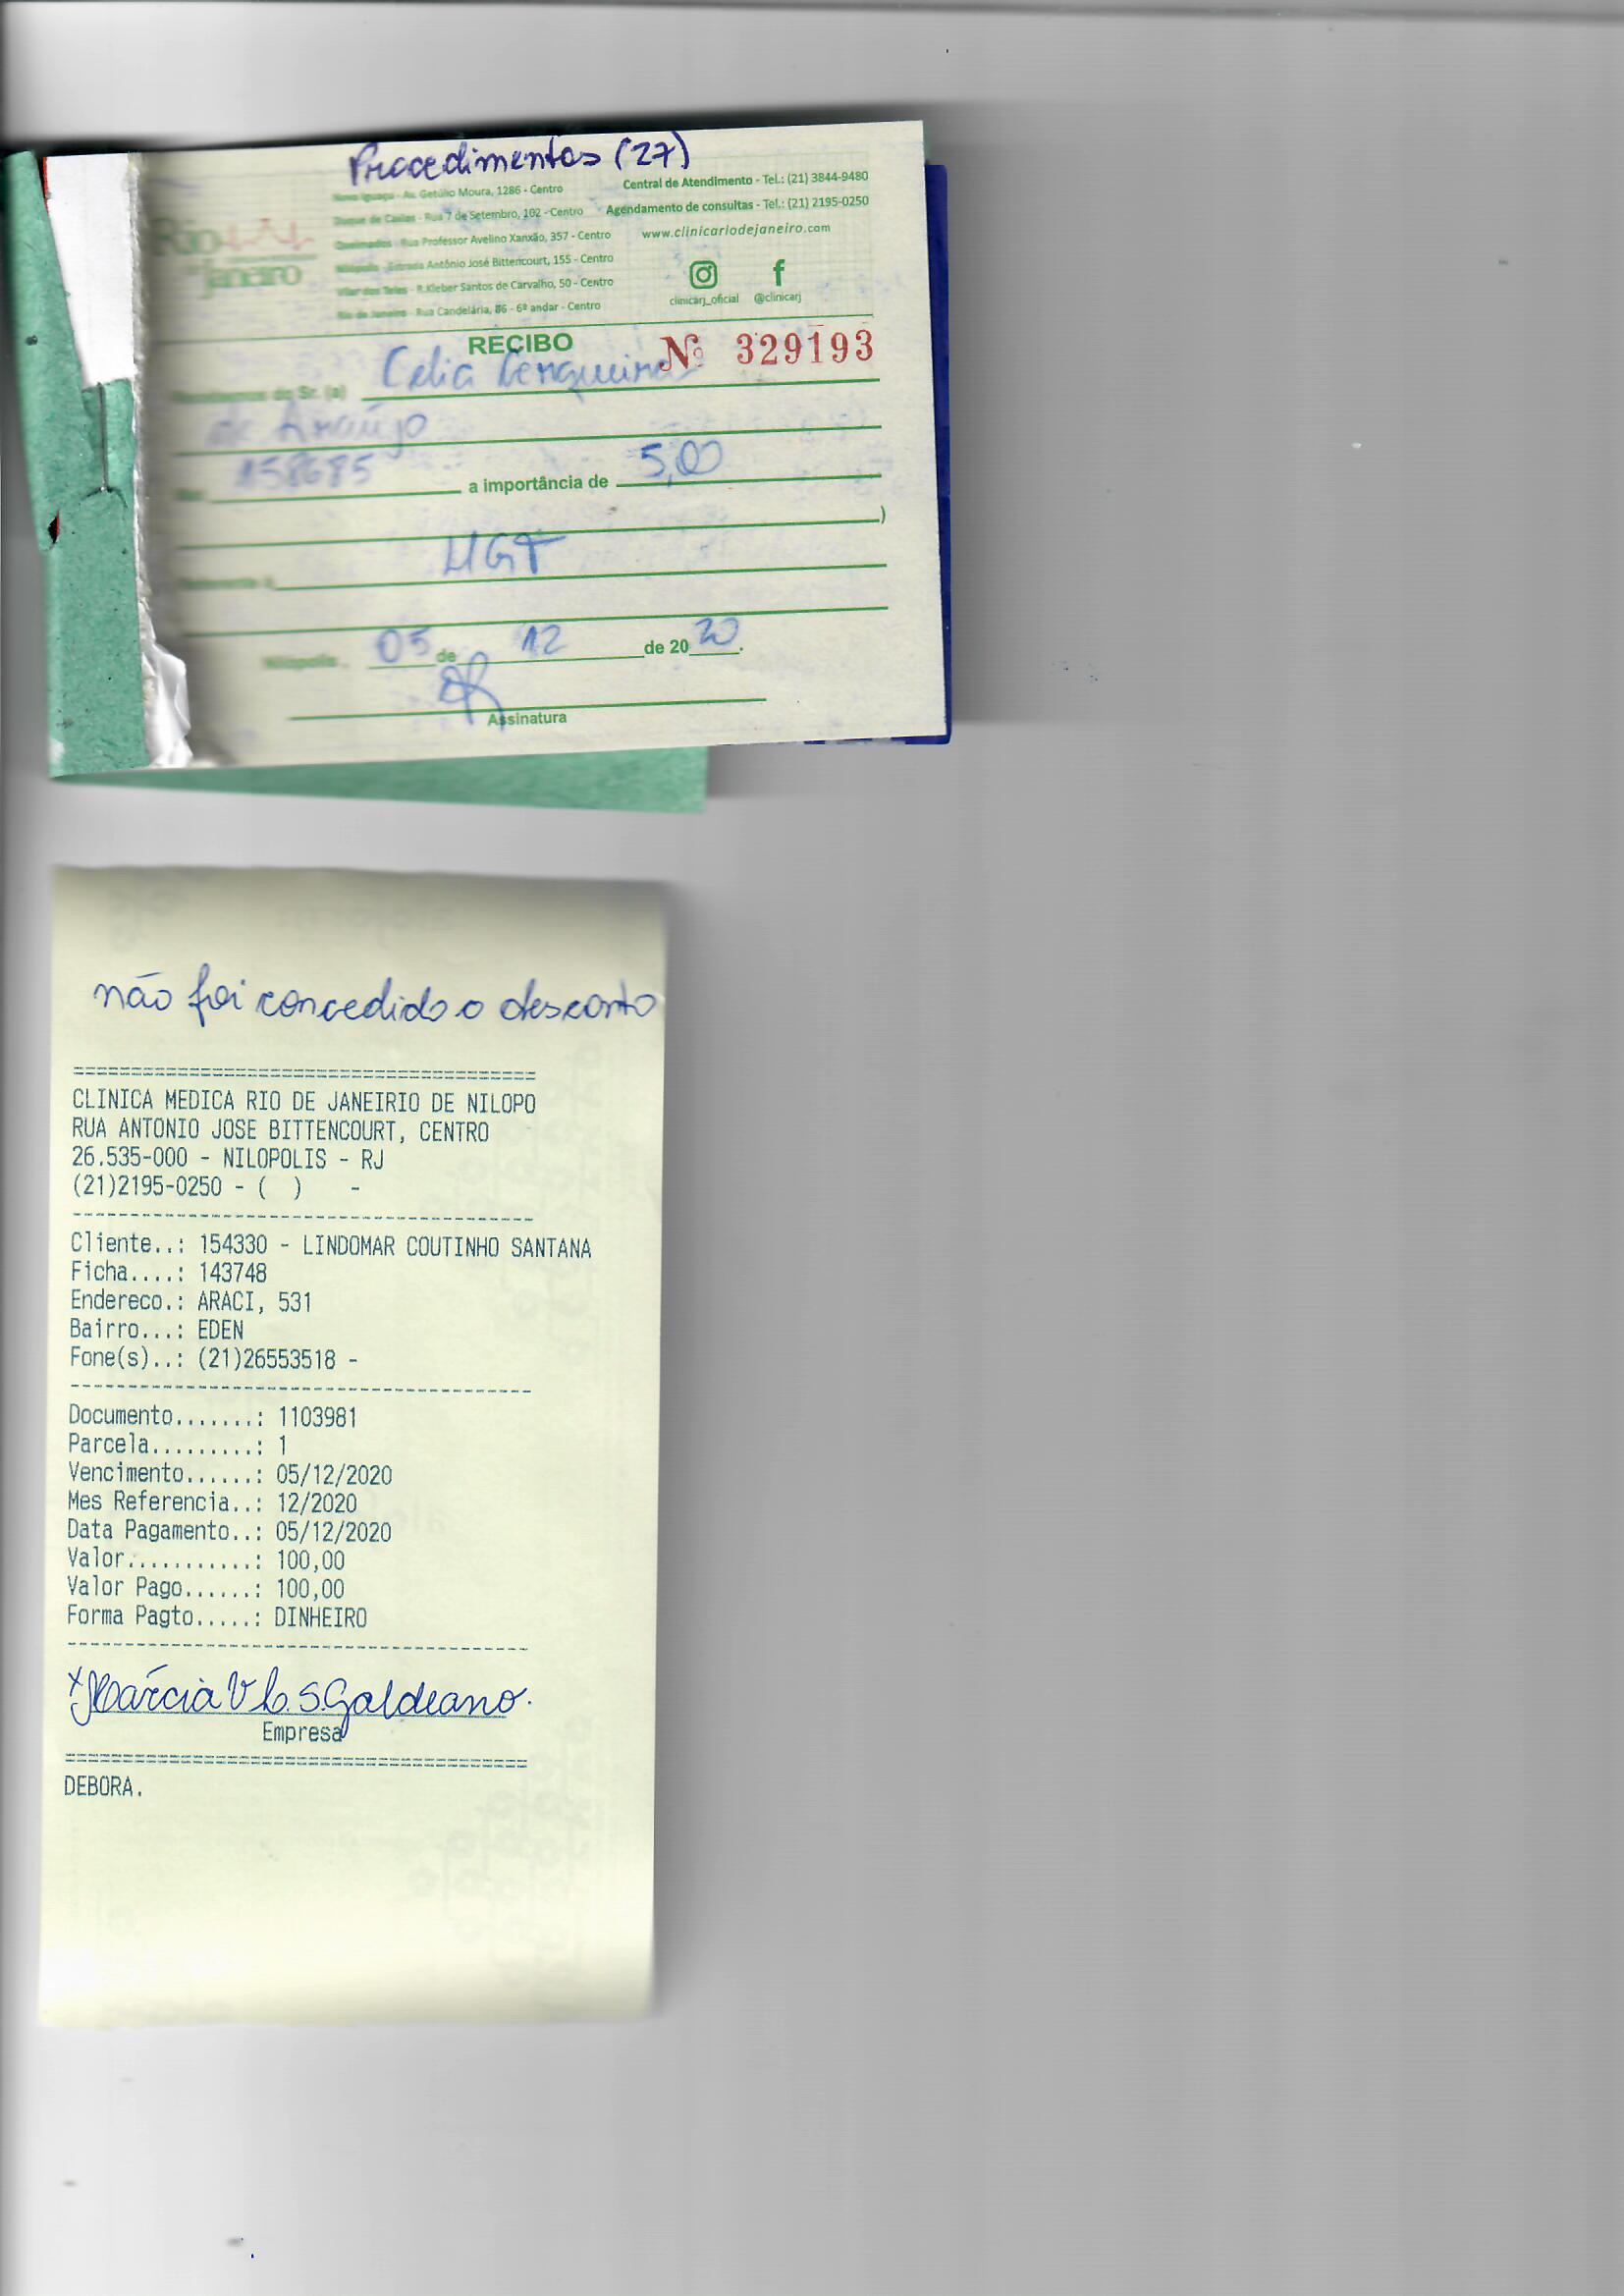 Procedimentos (27)
Rio de Janeiro
Nova Iguaçu - Av. Getúlio Moura, 1286 - Centro
Duque de Caxias - Rua 7 de Setembro, 102 - Centro
Queimados - Rua Professor Avelino Xanxão, 357 - Centro
Nilópolis - Estrada Antônio José Bittencourt, 155 - Centro
Vilar dos Teles - R. Kleber Santos de Carvalho, 50 - Centro
Rio de Janeiro - Rua Candelária, 86 - 6º andar - Centro
Central de Atendimento - Tel.: (21) 3844-9480
Agendamento de consultas - Tel.: (21) 2195-0250
www.clinicariodejaneiro.com
clinicarj_oficial @clinicarj
RECIBO
Nº 329193
Recebemos do Sr. (a) Celia Cerqueira
de Araújo
158685 a importância de 5,00
)
Referente à HGT
Nilópolis, 05 de 12 de 2020.
Assinatura
não foi concedido o desconto
CLINICA MEDICA RIO DE JANEIRIO DE NILOPO
RUA ANTONIO JOSE BITTENCOURT, CENTRO
26.535-000 - NILOPOLIS - RJ
(21)2195-0250 - ( ) -
Cliente..: 154330 - LINDOMAR COUTINHO SANTANA
Ficha....: 143748
Endereco.: ARACI, 531
Bairro...: EDEN
Fone(s)..: (21)26553518 -
Documento.......: 1103981
Parcela.........: 1
Vencimento......: 05/12/2020
Mes Referencia..: 12/2020
Data Pagamento..: 05/12/2020
Valor...........: 100,00
Valor Pago......: 100,00
Forma Pagto.....: DINHEIRO
x Márcia V L. S. Galdeano.
Empresa
DEBORA.